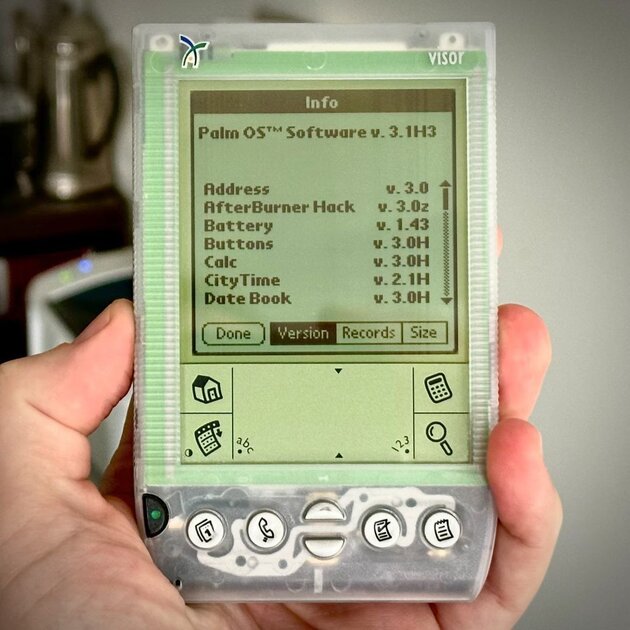 VISOR
Info
Palm OS™ Software v. 3.1H3
Address v. 3.0
AfterBurner Hack v. 3.0z
Battery v. 1.43
Buttons v. 3.0H
Calc v. 3.0H
CityTime v. 2.1H
Date Book v. 3.0H
Done Version Records Size
abc 123